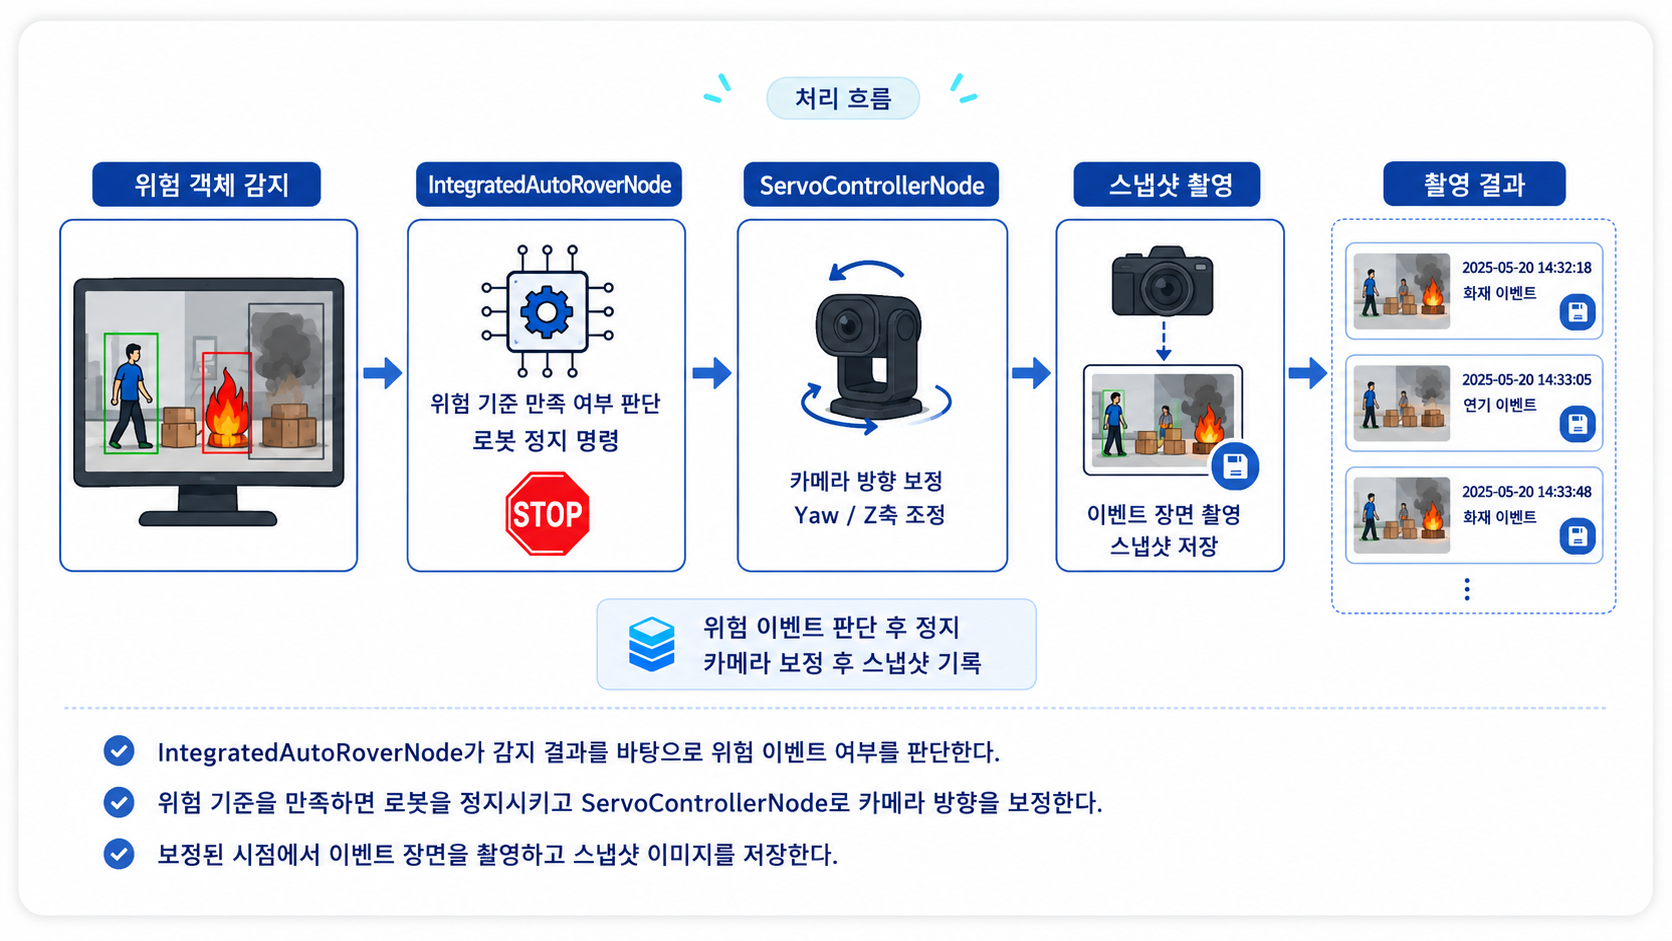 처리 흐름
위험 객체 감지
IntegratedAutoRoverNode
위험 기준 만족 여부 판단
로봇 정지 명령
STOP
ServoControllerNode
카메라 방향 보정
Yaw / Z축 조정
스냅샷 촬영
이벤트 장면 촬영
스냅샷 저장
촬영 결과
2025-05-20 14:32:18
화재 이벤트
2025-05-20 14:33:05
연기 이벤트
2025-05-20 14:33:48
화재 이벤트
위험 이벤트 판단 후 정지
카메라 보정 후 스냅샷 기록
IntegratedAutoRoverNode가 감지 결과를 바탕으로 위험 이벤트 여부를 판단한다.
위험 기준을 만족하면 로봇을 정지시키고 ServoControllerNode로 카메라 방향을 보정한다.
보정된 시점에서 이벤트 장면을 촬영하고 스냅샷 이미지를 저장한다.